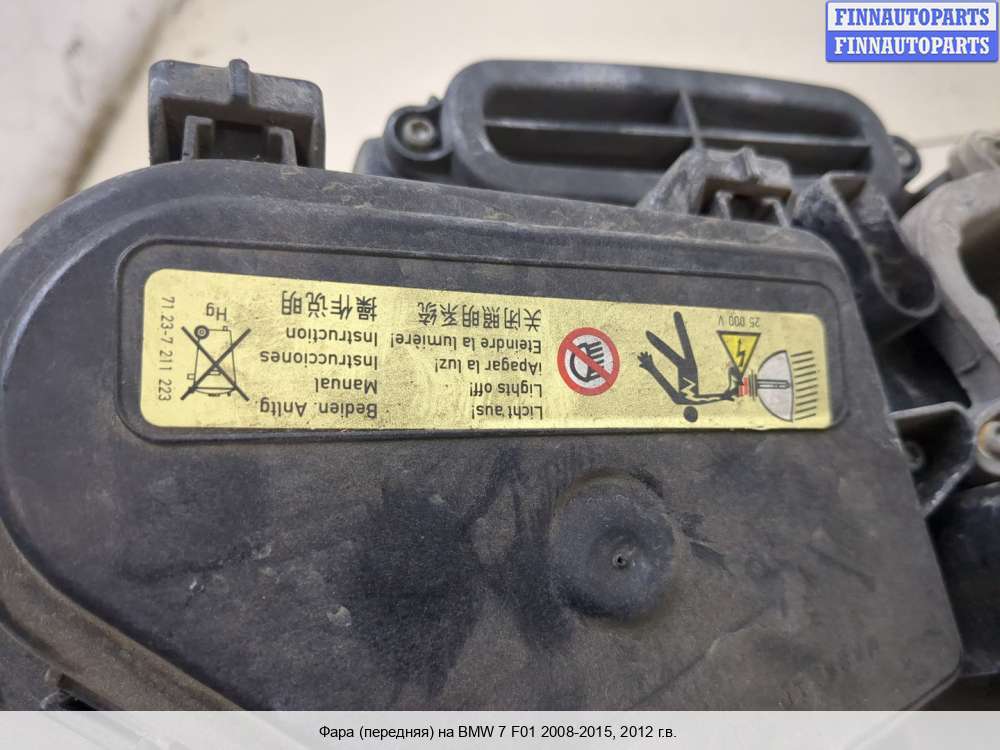 FINNAUTOPARTS
FINNAUTOPARTS
25 000 V
Licht aus!
Lights off!
¡Apagar la luz!
Eteindre la lumière!
关闭照明系统
Bedien. Anltg.
Manual
Instrucciones
Instruction
操作说明
Hg
71 23-7 211 223
Фара (передняя) на BMW 7 F01 2008-2015, 2012 г.в.